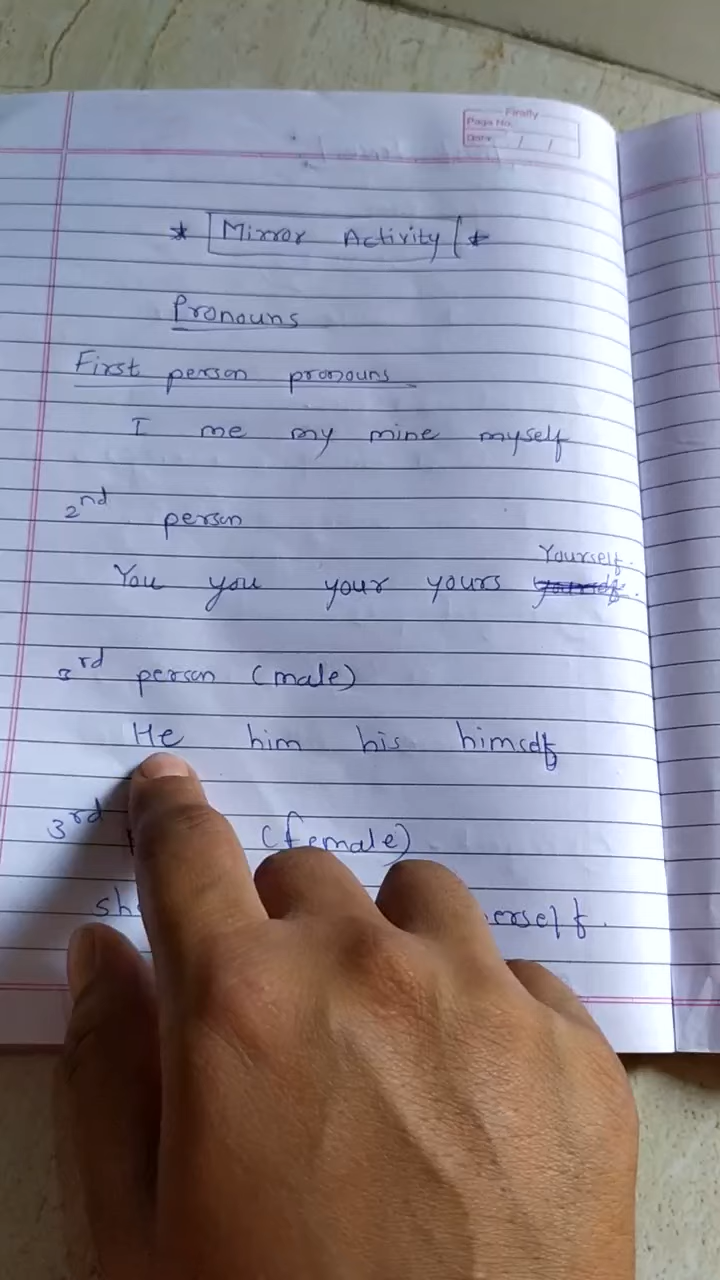 Firefly
Page No.
Date / /
* Mirror Activity *
Pronouns
First person pronouns
I me my mine myself
2nd person
Yourself.
You you your yours
3rd person (male)
He him his himself
3rd (female)